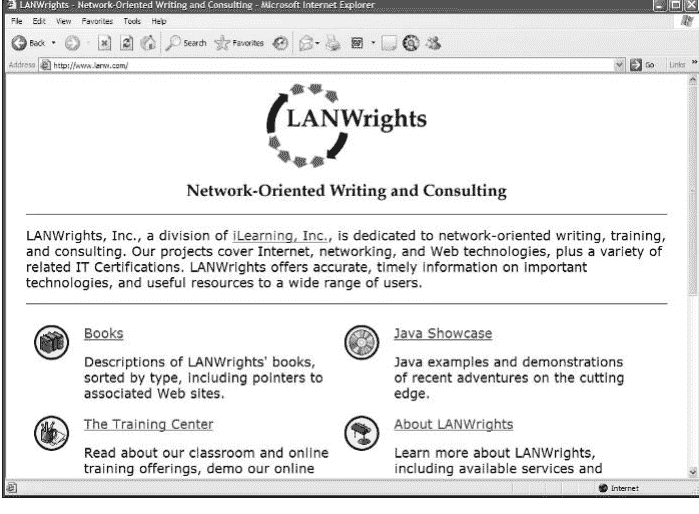 LANWrights - Network-Oriented Writing and Consulting - Microsoft Internet Explorer
File Edit View Favorites Tools Help
Back Search Favorites
Address http://www.lanw.com/ Go Links »
LANWrights
Network-Oriented Writing and Consulting
LANWrights, Inc., a division of iLearning, Inc., is dedicated to network-oriented writing, training,
and consulting. Our projects cover Internet, networking, and Web technologies, plus a variety of
related IT Certifications. LANWrights offers accurate, timely information on important
technologies, and useful resources to a wide range of users.
Books
Descriptions of LANWrights' books,
sorted by type, including pointers to
associated Web sites.
Java Showcase
Java examples and demonstrations
of recent adventures on the cutting
edge.
The Training Center
Read about our classroom and online
training offerings, demo our online
About LANWrights
Learn more about LANWrights,
including available services and
Internet